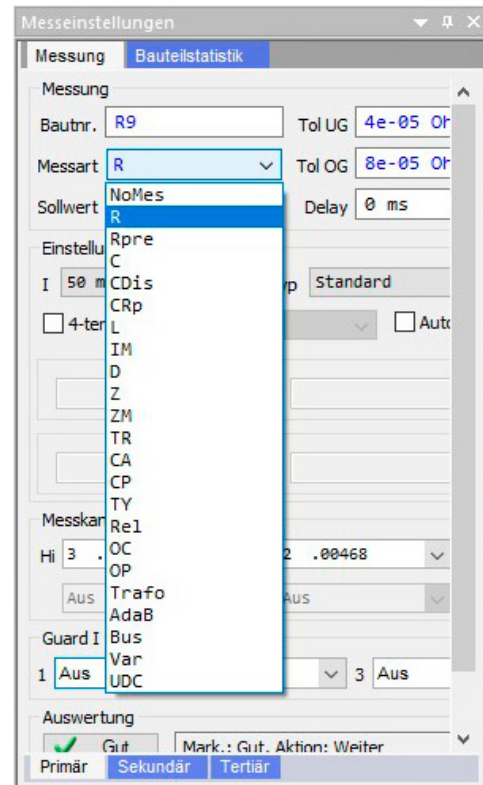 Messeinstellungen
Messung Bauteilstatistik
Messung
Bautnr. R9 Tol UG 4e-05 Oh
Messart R Tol OG 8e-05 Oh
Sollwert Delay 0 ms
NoMes
R
Rpre
C
CDis
CRp
L
IM
D
Z
ZM
TR
CA
CP
TY
Rel
OC
OP
Trafo
AdaB
Bus
Var
UDC
Einstellu
I 50 m yp Standard
4-ter Auto
Messkan
Hi 3 . 2 .00468
Aus Aus
Guard I
1 Aus 3 Aus
Auswertung
Gut Mark.: Gut, Aktion: Weiter
Primär Sekundär Tertiär